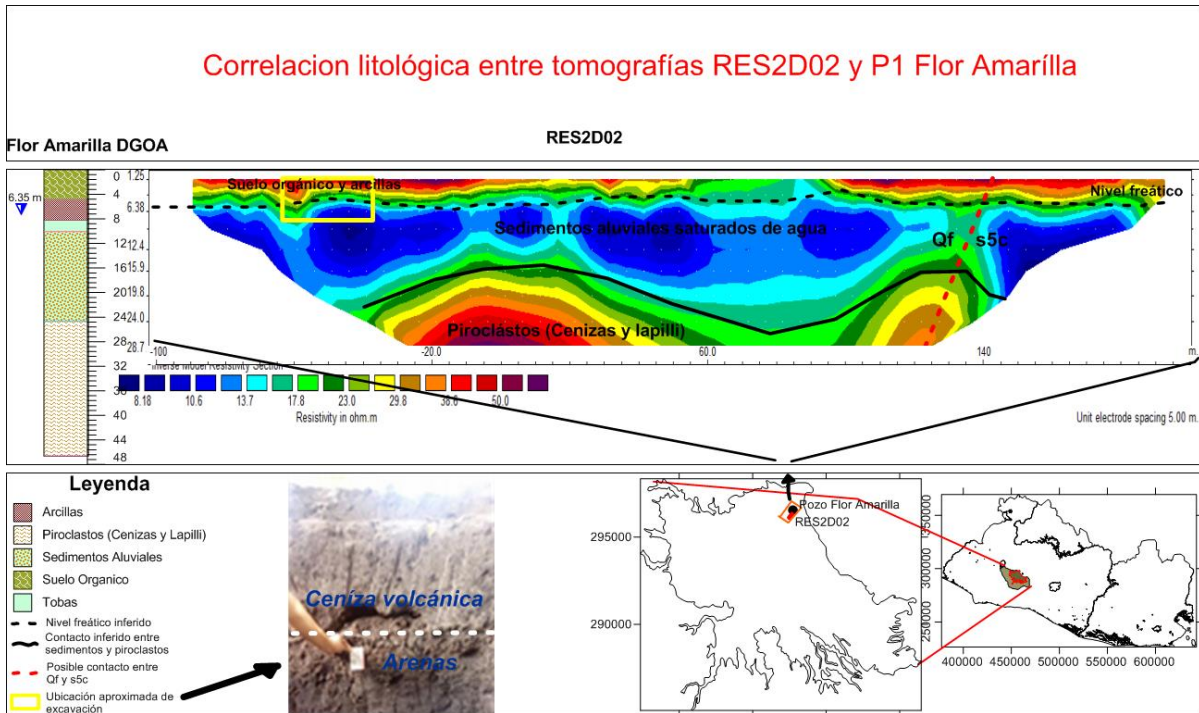 Correlacion litológica entre tomografías RES2D02 y P1 Flor Amarílla
Flor Amarilla DGOA
RES2D02
6.35 m
0
4
8
12
16
20
24
28
32
36
40
44
48
1.25
6.38
12.4
15.9
19.8
24.0
28.7
Suelo orgánico y arcillas
Nivel freático
Sedimentos aluviales saturados de agua
Qf
s5c
Piroclastos (Cenizas y lapilli)
-100
-20.0
60.0
140
m.
Inverse Model Resistivity Section
8.18
10.6
13.7
17.8
23.0
29.8
38.6
50.0
Resistivity in ohm.m
Unit electrode spacing 5.00 m.
Leyenda
Arcillas
Piroclastos (Cenizas y Lapilli)
Sedimentos Aluviales
Suelo Organico
Tobas
Nivel freático inferido
Contacto inferido entre
sedimentos y piroclastos
Posible contacto entre
Qf y s5c
Ubicación aproximada de
excavación
Ceniza volcánica
Arenas
Pozo Flor Amarilla
RES2D02
295000
290000
350000
300000
250000
400000
450000
500000
550000
600000